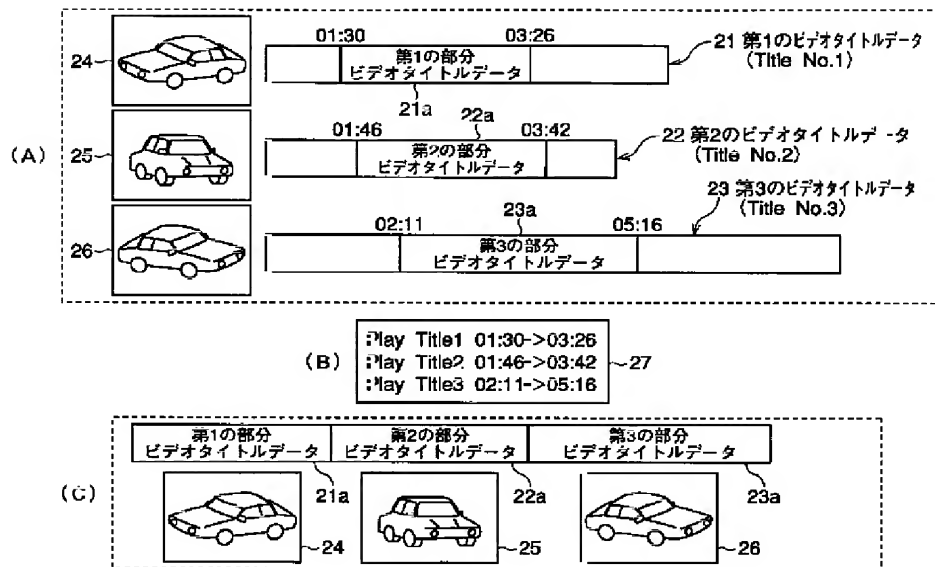 01:30 03:26
24
第1の部分
ビデオタイトルデータ
21a
21 第1のビデオタイトルデータ
(Title No.1)
(A)
22a
01:46 03:42
25
第2の部分
ビデオタイトルデータ
22 第2のビデオタイトルデータ
(Title No.2)
23a
02:11 05:16
26
第3の部分
ビデオタイトルデータ
23 第3のビデオタイトルデータ
(Title No.3)
(B)
Play Title1 01:30->03:26
Play Title2 01:46->03:42
Play Title3 02:11->05:16
27
(C)
第1の部分 第2の部分 第3の部分
ビデオタイトルデータ ビデオタイトルデータ ビデオタイトルデータ
21a 22a 23a
24 25 26